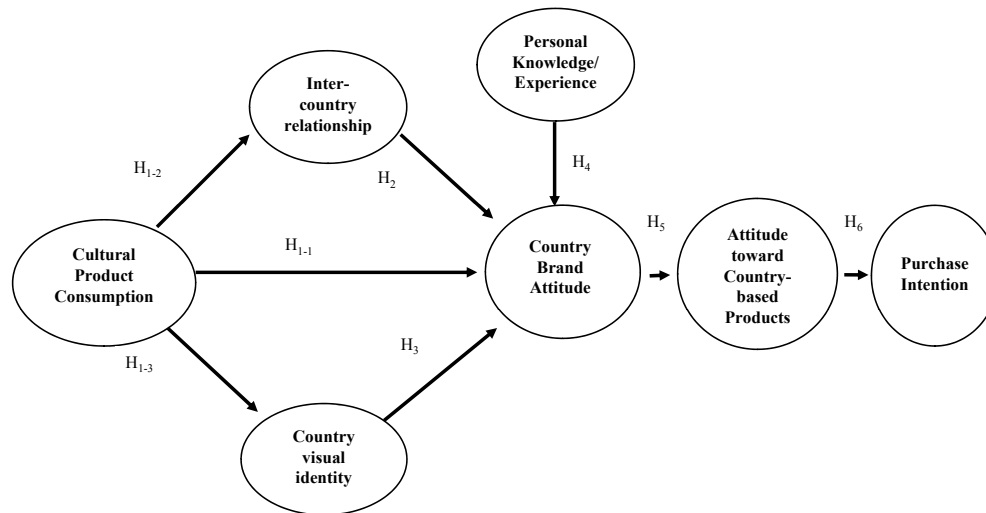 Personal
Knowledge/
Experience
Inter-
country
relationship
H1-2
H2
H4
Cultural
Product
Consumption
H1-1
Country
Brand
Attitude
H5
Attitude
toward
Country-
based
Products
H6
Purchase
Intention
H1-3
H3
Country
visual
identity